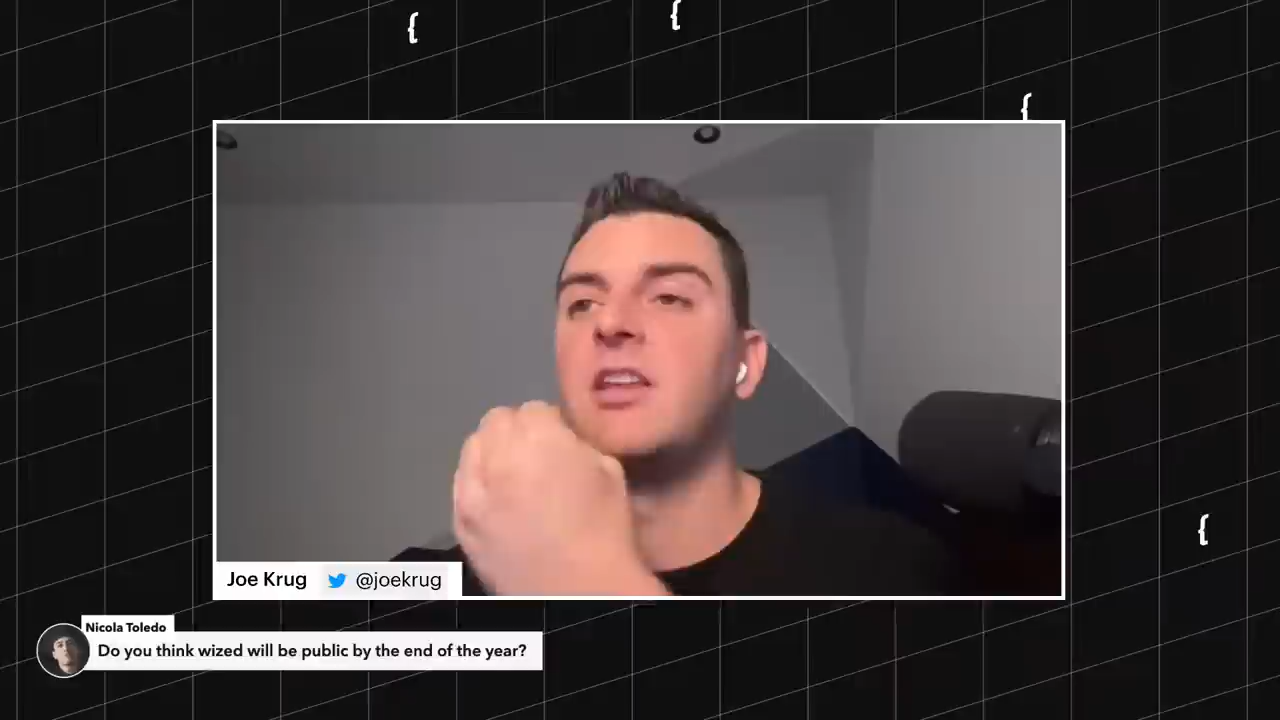 {
{
{
Joe Krug @joekrug
{
Nicola Toledo
Do you think wized will be public by the end of the year?